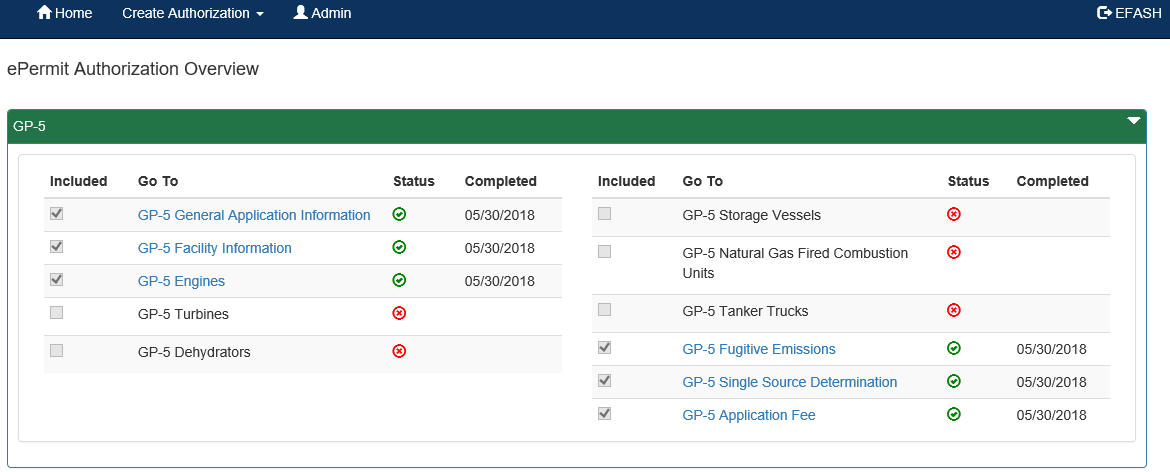 Home Create Authorization Admin EFASH
ePermit Authorization Overview
GP-5
Included Go To Status Completed
GP-5 General Application Information 05/30/2018
GP-5 Facility Information 05/30/2018
GP-5 Engines 05/30/2018
GP-5 Turbines
GP-5 Dehydrators
Included Go To Status Completed
GP-5 Storage Vessels
GP-5 Natural Gas Fired Combustion
Units
GP-5 Tanker Trucks
GP-5 Fugitive Emissions 05/30/2018
GP-5 Single Source Determination 05/30/2018
GP-5 Application Fee 05/30/2018